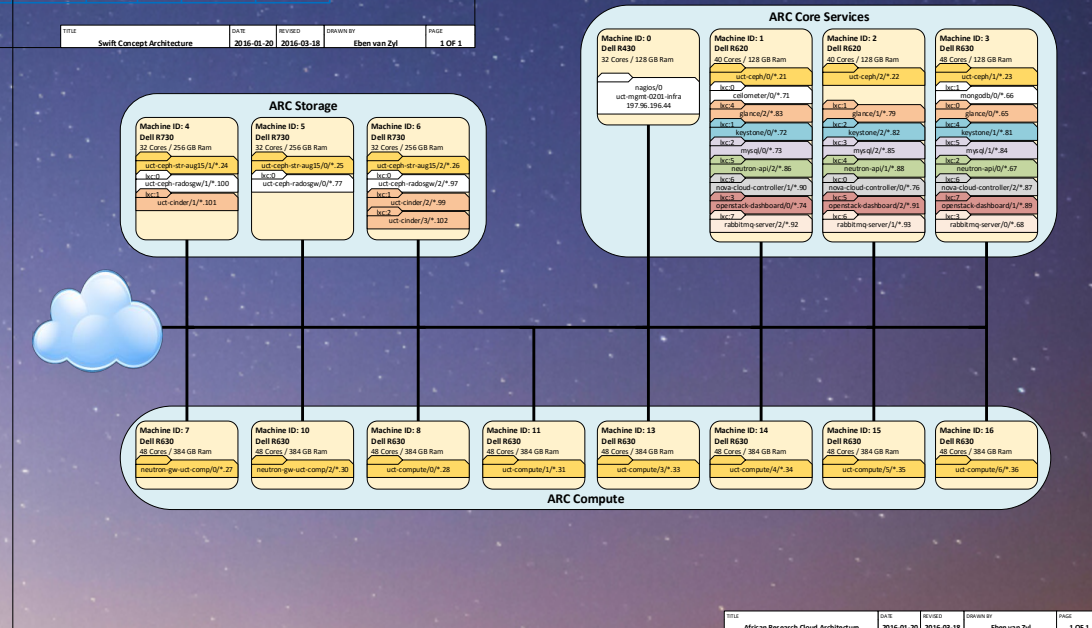 TITLE
DATE
REVISED
DRAWN BY
PAGE
Swift Concept Architecture
2016-01-20
2016-03-18
Eben van Zyl
1 OF 1
ARC Core Services
Machine ID: 0
Dell R430
32 Cores / 128 GB Ram
nagios/0
uct-mgmt-0201-infra
197.96.196.44
Machine ID: 1
Dell R620
40 Cores / 128 GB Ram
uct-ceph/0/*.21
lxc:0
ceilometer/0/*.71
lxc:4
glance/2/*.83
lxc:1
keystone/0/*.72
lxc:2
mysql/0/*.73
lxc:5
neutron-api/2/*.86
lxc:6
nova-cloud-controller/1/*.90
lxc:3
openstack-dashboard/0/*.74
lxc:7
rabbitmq-server/2/*.92
Machine ID: 2
Dell R620
40 Cores / 128 GB Ram
uct-ceph/2/*.22
lxc:1
glance/1/*.79
lxc:2
keystone/2/*.82
lxc:3
mysql/2/*.85
lxc:4
neutron-api/1/*.88
lxc:0
nova-cloud-controller/0/*.76
lxc:5
openstack-dashboard/2/*.91
lxc:6
rabbitmq-server/1/*.93
Machine ID: 3
Dell R630
48 Cores / 128 GB Ram
uct-ceph/1/*.23
lxc:1
mongodb/0/*.66
lxc:0
glance/0/*.65
lxc:4
keystone/1/*.81
lxc:5
mysql/1/*.84
lxc:2
neutron-api/0/*.67
lxc:6
nova-cloud-controller/2/*.87
lxc:7
openstack-dashboard/1/*.89
lxc:3
rabbitmq-server/0/*.68
ARC Storage
Machine ID: 4
Dell R730
32 Cores / 256 GB Ram
uct-ceph-str-aug15/1/*.24
lxc:0
uct-ceph-radosgw/1/*.100
lxc:1
uct-cinder/1/*.101
Machine ID: 5
Dell R730
32 Cores / 256 GB Ram
uct-ceph-str-aug15/0/*.25
lxc:0
uct-ceph-radosgw/0/*.77
Machine ID: 6
Dell R730
32 Cores / 256 GB Ram
uct-ceph-str-aug15/2/*.26
lxc:0
uct-ceph-radosgw/2/*.97
lxc:1
uct-cinder/2/*.99
lxc:2
uct-cinder/3/*.102
Machine ID: 7
Dell R630
48 Cores / 384 GB Ram
neutron-gw-uct-comp/0/*.27
Machine ID: 10
Dell R630
48 Cores / 384 GB Ram
neutron-gw-uct-comp/2/*.30
Machine ID: 8
Dell R630
48 Cores / 384 GB Ram
uct-compute/0/*.28
Machine ID: 11
Dell R630
48 Cores / 384 GB Ram
uct-compute/1/*.31
Machine ID: 13
Dell R630
48 Cores / 384 GB Ram
uct-compute/3/*.33
Machine ID: 14
Dell R630
48 Cores / 384 GB Ram
uct-compute/4/*.34
Machine ID: 15
Dell R630
48 Cores / 384 GB Ram
uct-compute/5/*.35
Machine ID: 16
Dell R630
48 Cores / 384 GB Ram
uct-compute/6/*.36
ARC Compute
TITLE
DATE
REVISED
DRAWN BY
PAGE
African Research Cloud Architecture
2016-01-20
2016-03-18
Eben van Zyl
1 OF 1